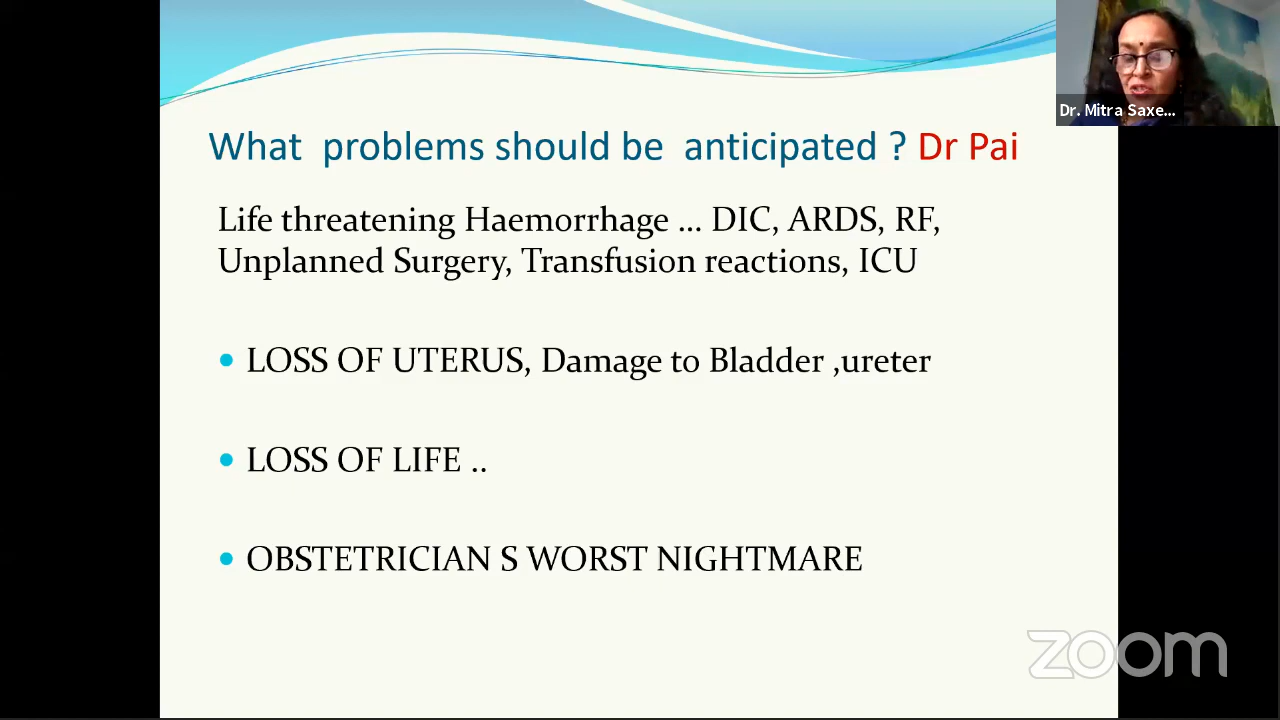 Dr. Mitra Saxe...
What problems should be anticipated ? Dr Pai
Life threatening Haemorrhage ... DIC, ARDS, RF,
Unplanned Surgery, Transfusion reactions, ICU
• LOSS OF UTERUS, Damage to Bladder ,ureter
• LOSS OF LIFE ..
• OBSTETRICIAN S WORST NIGHTMARE
zoom